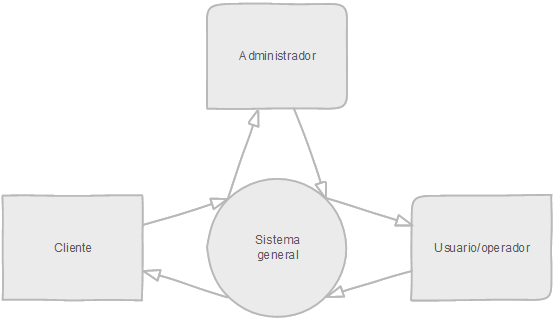 Administrador
Cliente
Sistema
general
Usuario/operador